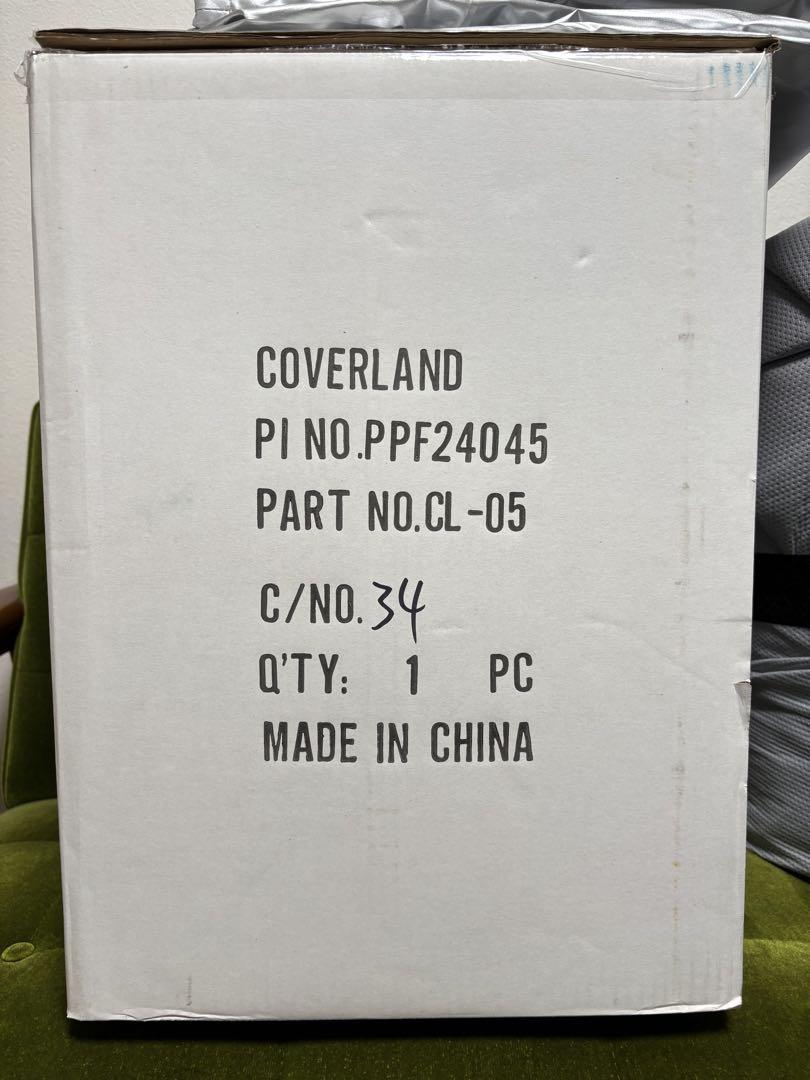 COVERLAND
PI NO.PPF24045
PART NO.CL-05
C/NO.34
Q'TY: 1 PC
MADE IN CHINA